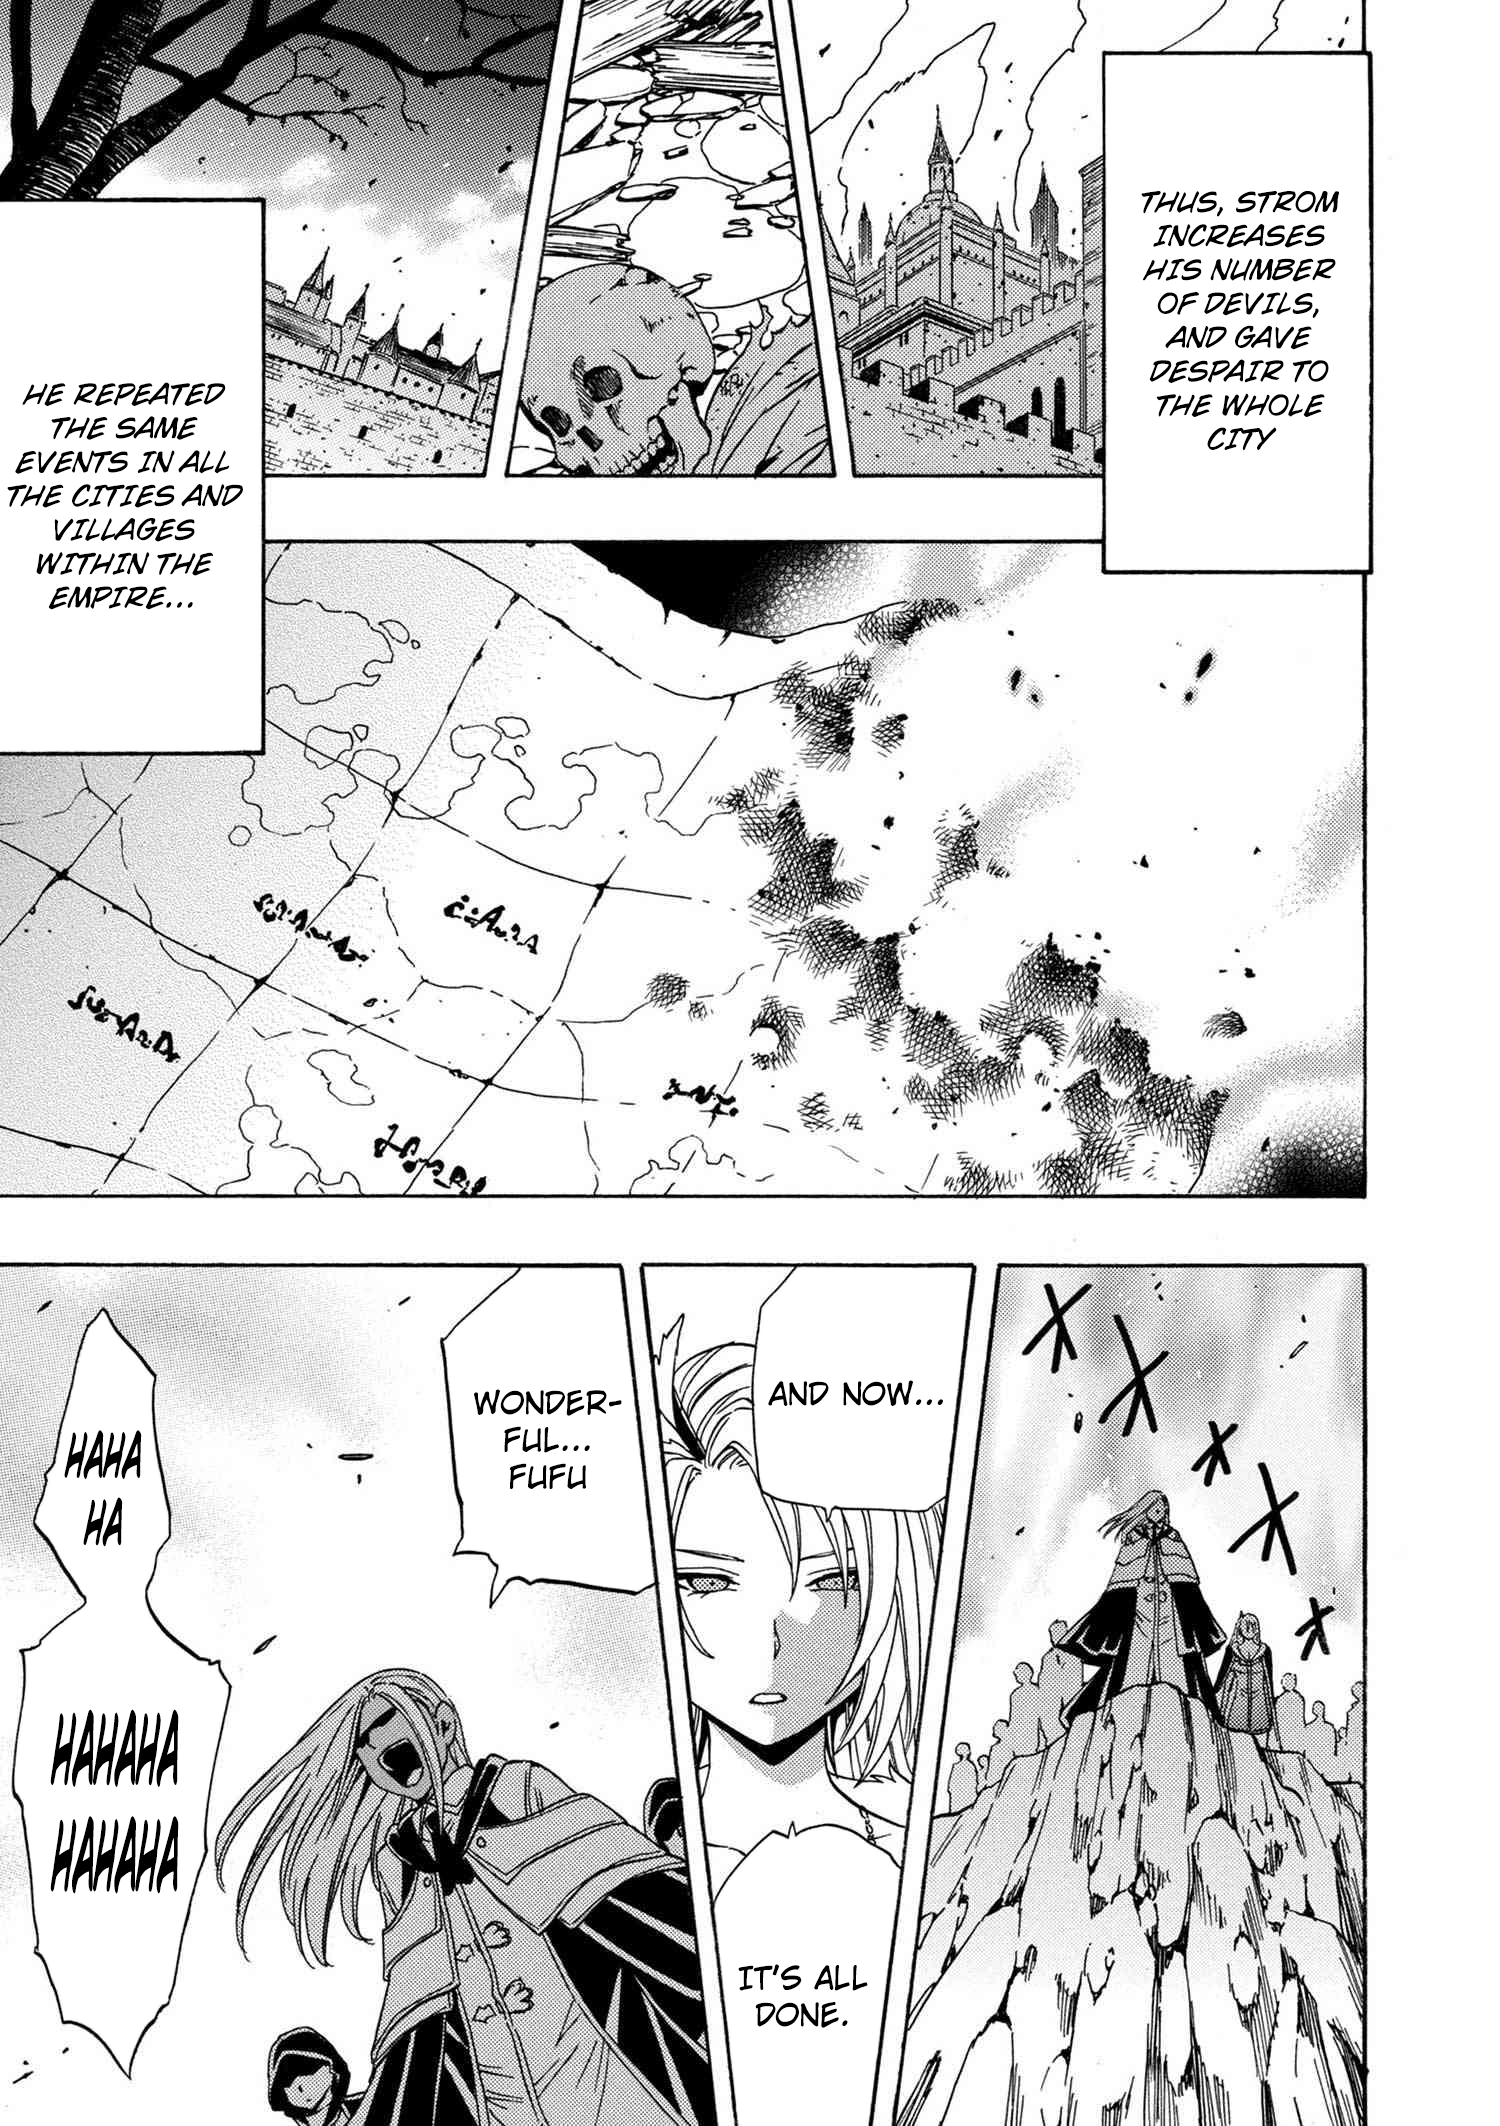 THUS, STROM
INCREASES
HIS NUMBER
OF DEVILS,
AND GAVE
DESPAIR TO
THE WHOLE
CITY
HE REPEATED
THE SAME
EVENTS IN ALL
THE CITIES AND
VILLAGES
WITHIN THE
EMPIRE...
AND NOW...
IT'S ALL
DONE.
WONDER-
FUL...
FUFU
HAHA
HA
HAHAHA
HAHAHA